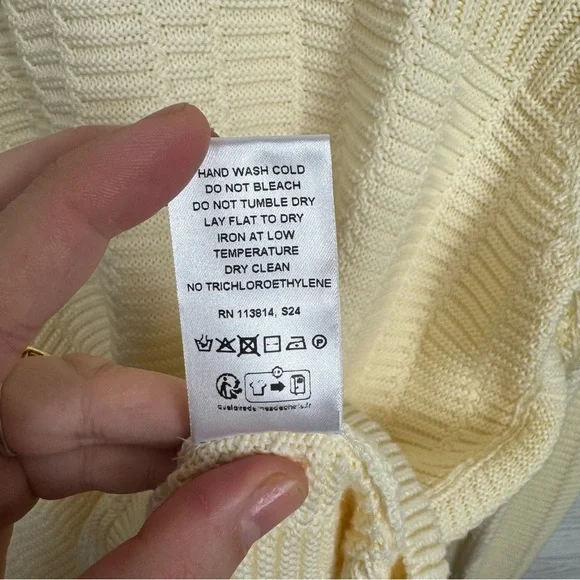 HAND WASH COLD
DO NOT BLEACH
DO NOT TUMBLE DRY
LAY FLAT TO DRY
IRON AT LOW
TEMPERATURE
DRY CLEAN
NO TRICHLOROETHYLENE
RN 113814, S24
P